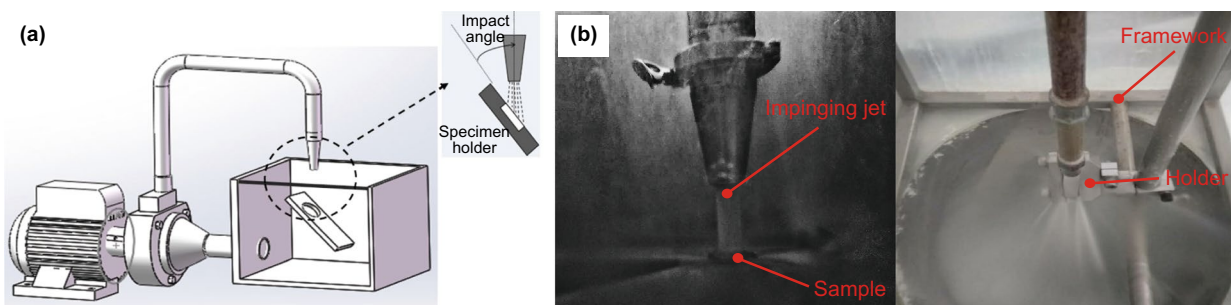 (a)
Impact
angle
Specimen
holder
(b)
Impinging jet
Sample
Framework
Holder